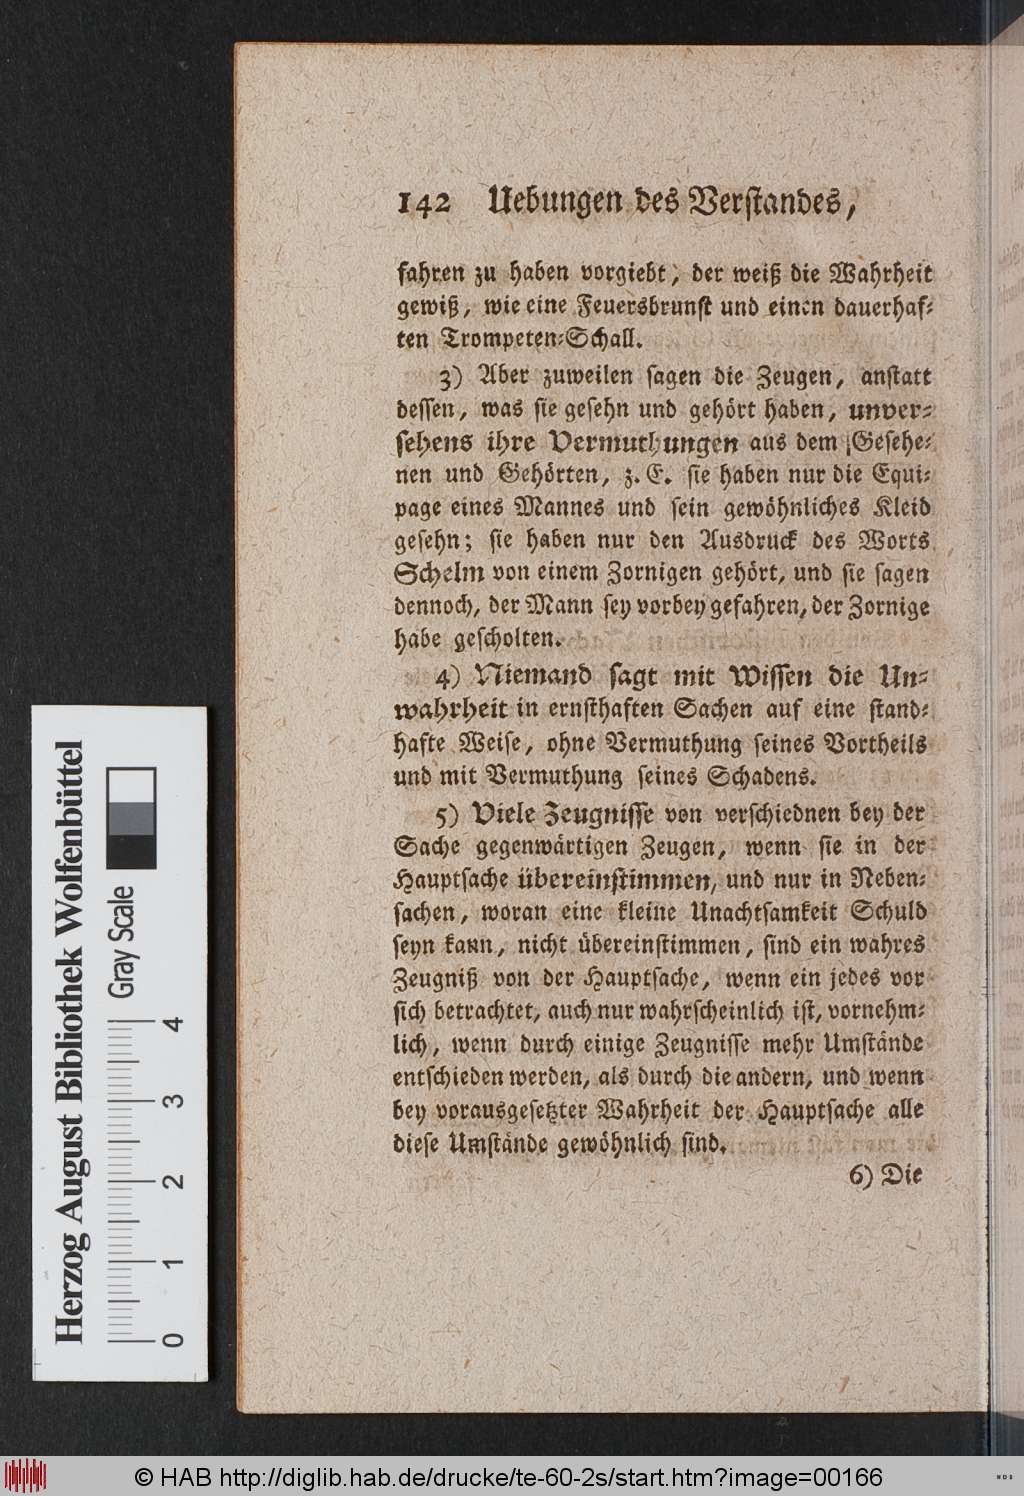 142 Uebungen des Verstandes,
fahren zu haben vorgiebt, der weiß die Wahrheit
gewiß, wie eine Feuersbrunst und einen dauerhaf-
ten Trompeten-Schall.
3) Aber zuweilen sagen die Zeugen, anstatt
dessen, was sie gesehn und gehört haben, unver-
sehens ihre Vermuthungen aus dem Gesehe-
nen und Gehörten, z. E. sie haben nur die Equi-
page eines Mannes und sein gewöhnliches Kleid
gesehn; sie haben nur den Ausdruck des Worts
Schelm von einem Zornigen gehört, und sie sagen
dennoch, der Mann sey vorbey gefahren, der Zornige
habe gescholten.
4) Niemand sagt mit Wissen die Un-
wahrheit in ernsthaften Sachen auf eine stand-
hafte Weise, ohne Vermuthung seines Vortheils
und mit Vermuthung seines Schadens.
5) Viele Zeugnisse von verschiednen bey der
Sache gegenwärtigen Zeugen, wenn sie in der
Hauptsache übereinstimmen, und nur in Neben-
sachen, woran eine kleine Unachtsamkeit Schuld
seyn kann, nicht übereinstimmen, sind ein wahres
Zeugniß von der Hauptsache, wenn ein jedes vor
sich betrachtet, auch nur wahrscheinlich ist, vornehm-
lich, wenn durch einige Zeugnisse mehr Umstände
entschieden werden, als durch die andern, und wenn
bey vorausgesetzter Wahrheit der Hauptsache alle
diese Umstände gewöhnlich sind.
6) Die
Herzog August Bibliothek Wolfenbüttel
Gray Scale
0 1 2 3 4
© HAB http://diglib.hab.de/drucke/te-60-2s/start.htm?image=00166